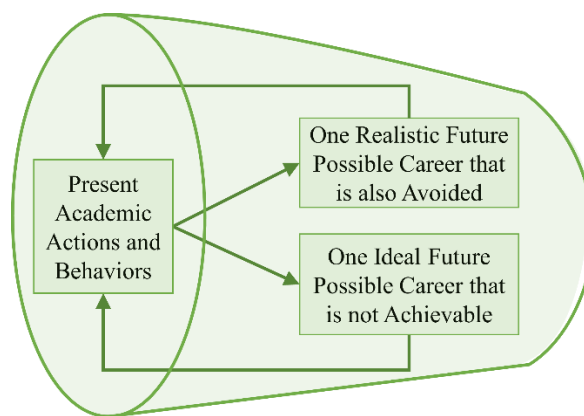 Present
Academic
Actions and
Behaviors
One Realistic Future
Possible Career that
is also Avoided
One Ideal Future
Possible Career that
is not Achievable